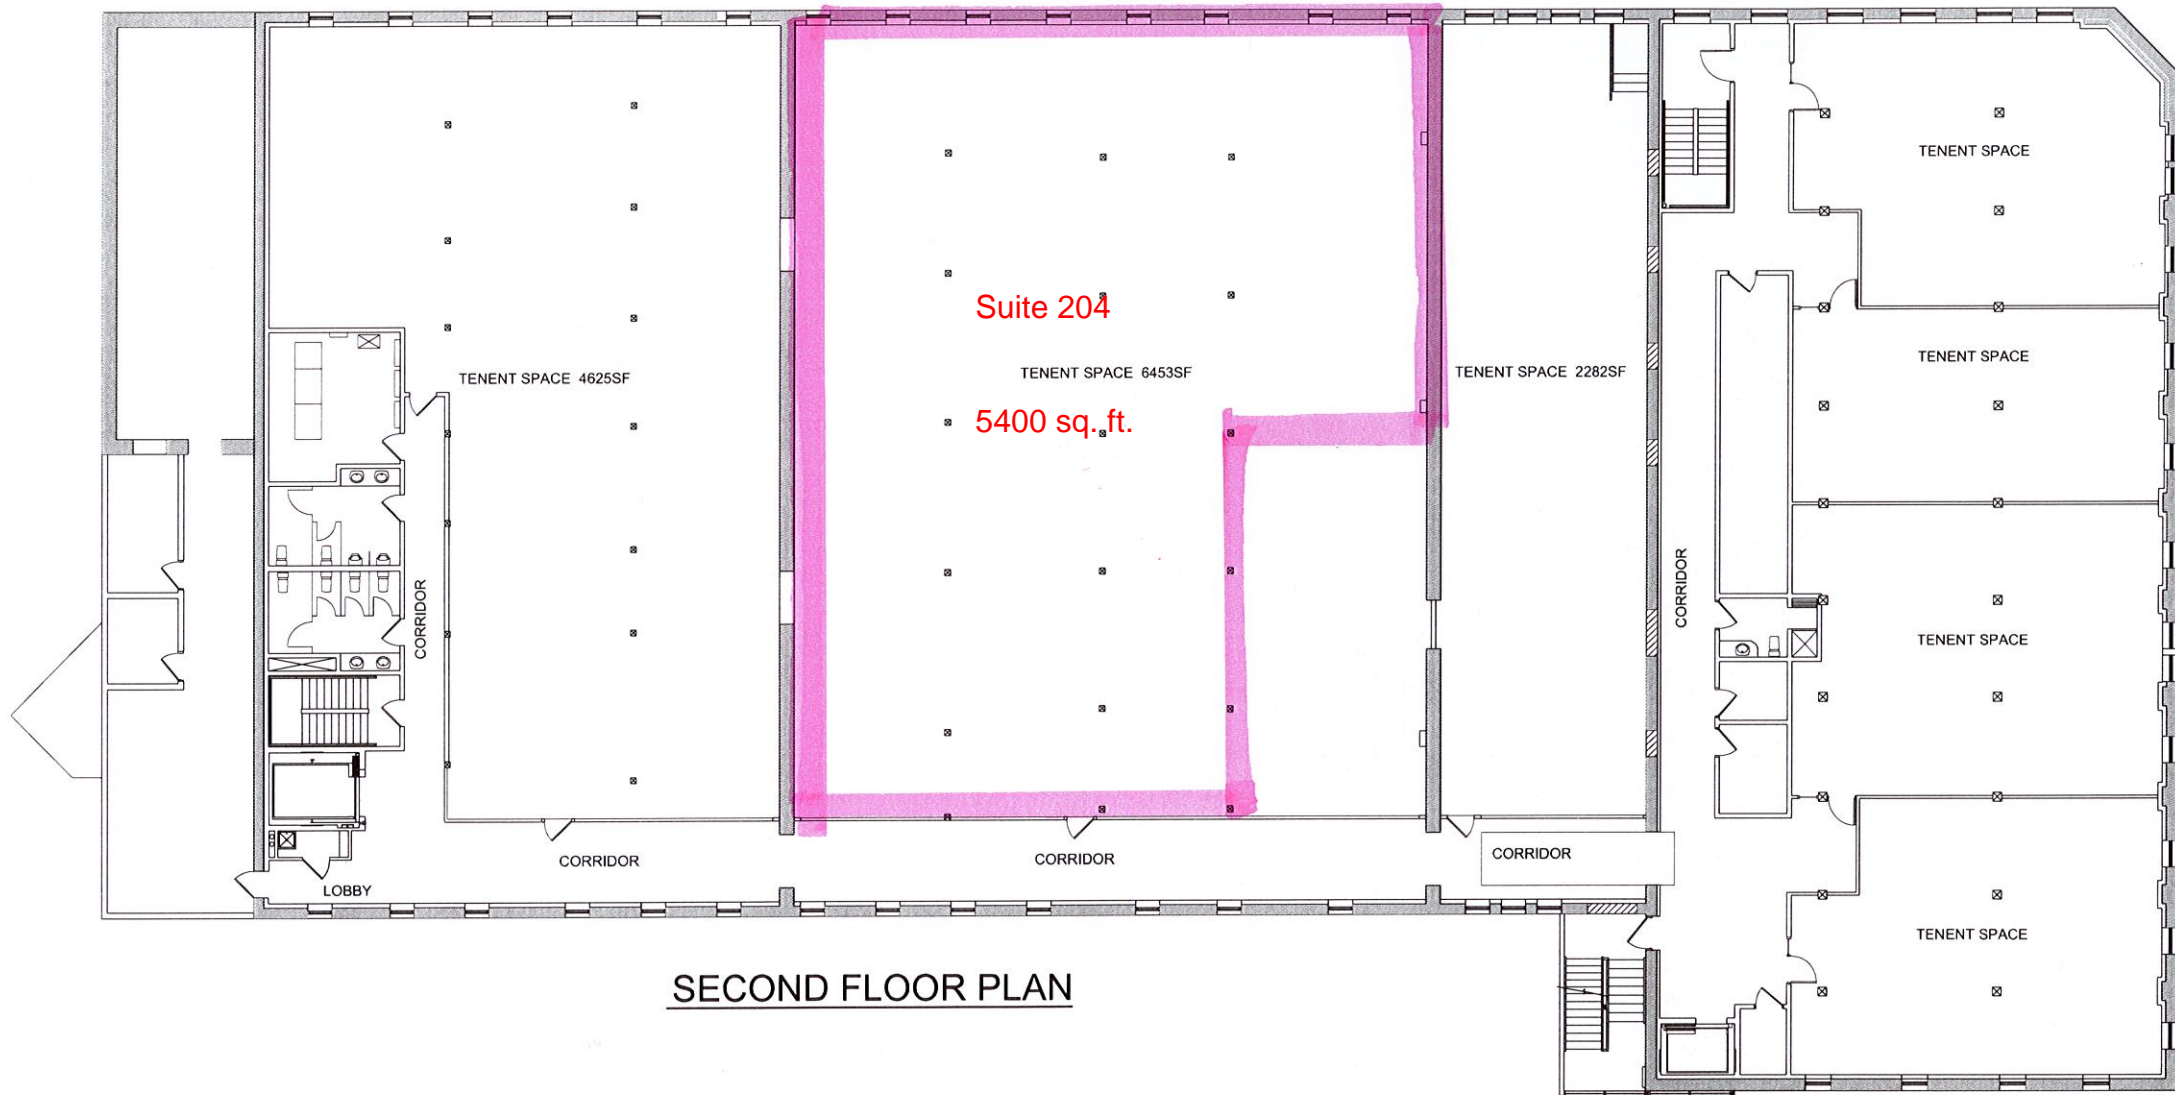 TENENT SPACE
Suite 204
TENENT SPACE
TENENT SPACE 4625SF
TENENT SPACE 6453SF
TENENT SPACE 2282SF
5400 sq. ft.
CORRIDOR
CORRIDOR
TENENT SPACE
CORRIDOR
CORRIDOR
CORRIDOR
LOBBY
TENENT SPACE
SECOND FLOOR PLAN